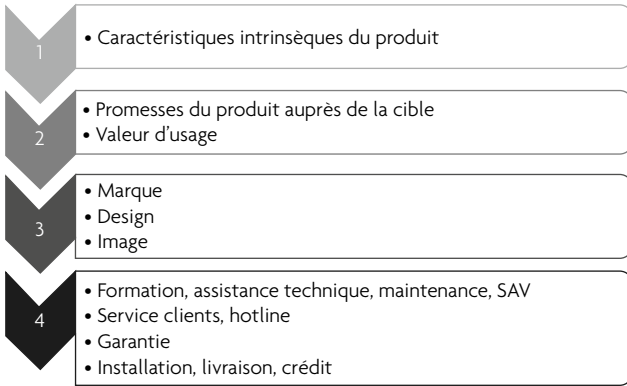 1
• Caractéristiques intrinsèques du produit
2
• Promesses du produit auprès de la cible
• Valeur d'usage
3
• Marque
• Design
• Image
4
• Formation, assistance technique, maintenance, SAV
• Service clients, hotline
• Garantie
• Installation, livraison, crédit